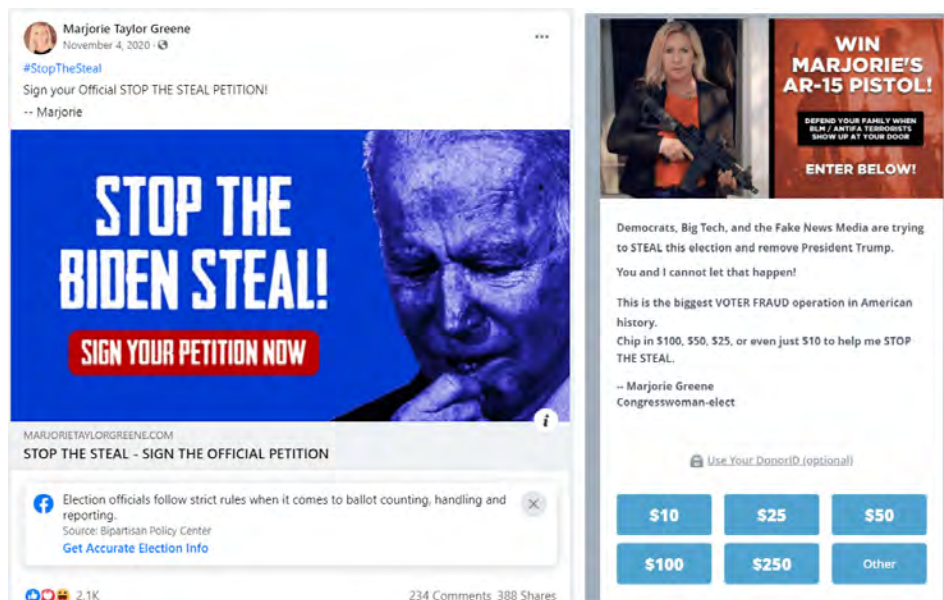 Marjorie Taylor Greene
November 4, 2020 ·
#StopTheSteal
Sign your Official STOP THE STEAL PETITION!
-- Marjorie
STOP THE
BIDEN STEAL!
SIGN YOUR PETITION NOW
i
MARJORIETAYLORGREENE.COM
STOP THE STEAL - SIGN THE OFFICIAL PETITION
Election officials follow strict rules when it comes to ballot counting, handling and
reporting.
Source: Bipartisan Policy Center
Get Accurate Election Info
2.1K
234 Comments 388 Shares
WIN
MARJORIE'S
AR-15 PISTOL!
DEFEND YOUR FAMILY WHEN
BLM / ANTIFA TERRORISTS
SHOW UP AT YOUR DOOR
ENTER BELOW!
Democrats, Big Tech, and the Fake News Media are trying
to STEAL this election and remove President Trump.
You and I cannot let that happen!
This is the biggest VOTER FRAUD operation in American
history.
Chip in $100, $50, $25, or even just $10 to help me STOP
THE STEAL.
-- Marjorie Greene
Congresswoman-elect
Use Your DonorID (optional)
$10
$25
$50
$100
$250
Other